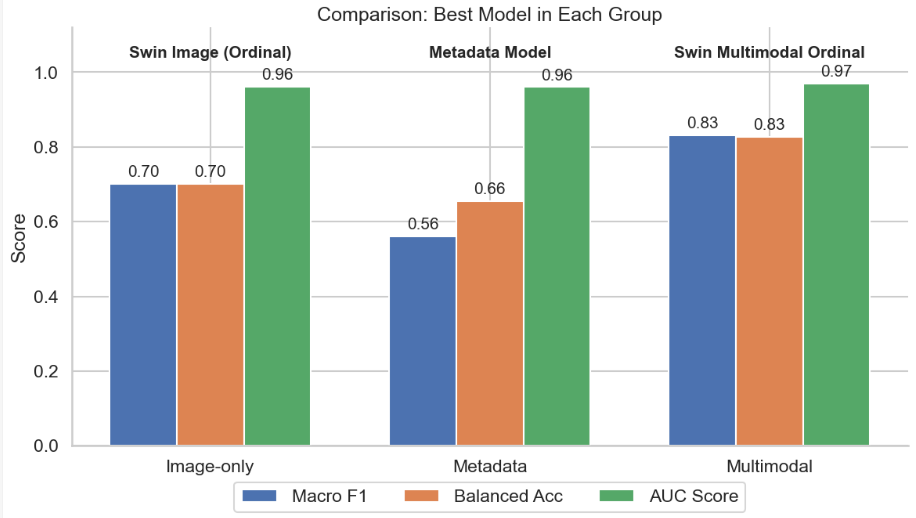 Comparison: Best Model in Each Group
Swin Image (Ordinal) Metadata Model Swin Multimodal Ordinal
1.0 0.96 0.96 0.97
0.8 0.83 0.83
0.70 0.70
0.66
0.6 0.56
0.4
0.2
0.0
Score
Image-only Metadata Multimodal
Macro F1 Balanced Acc AUC Score